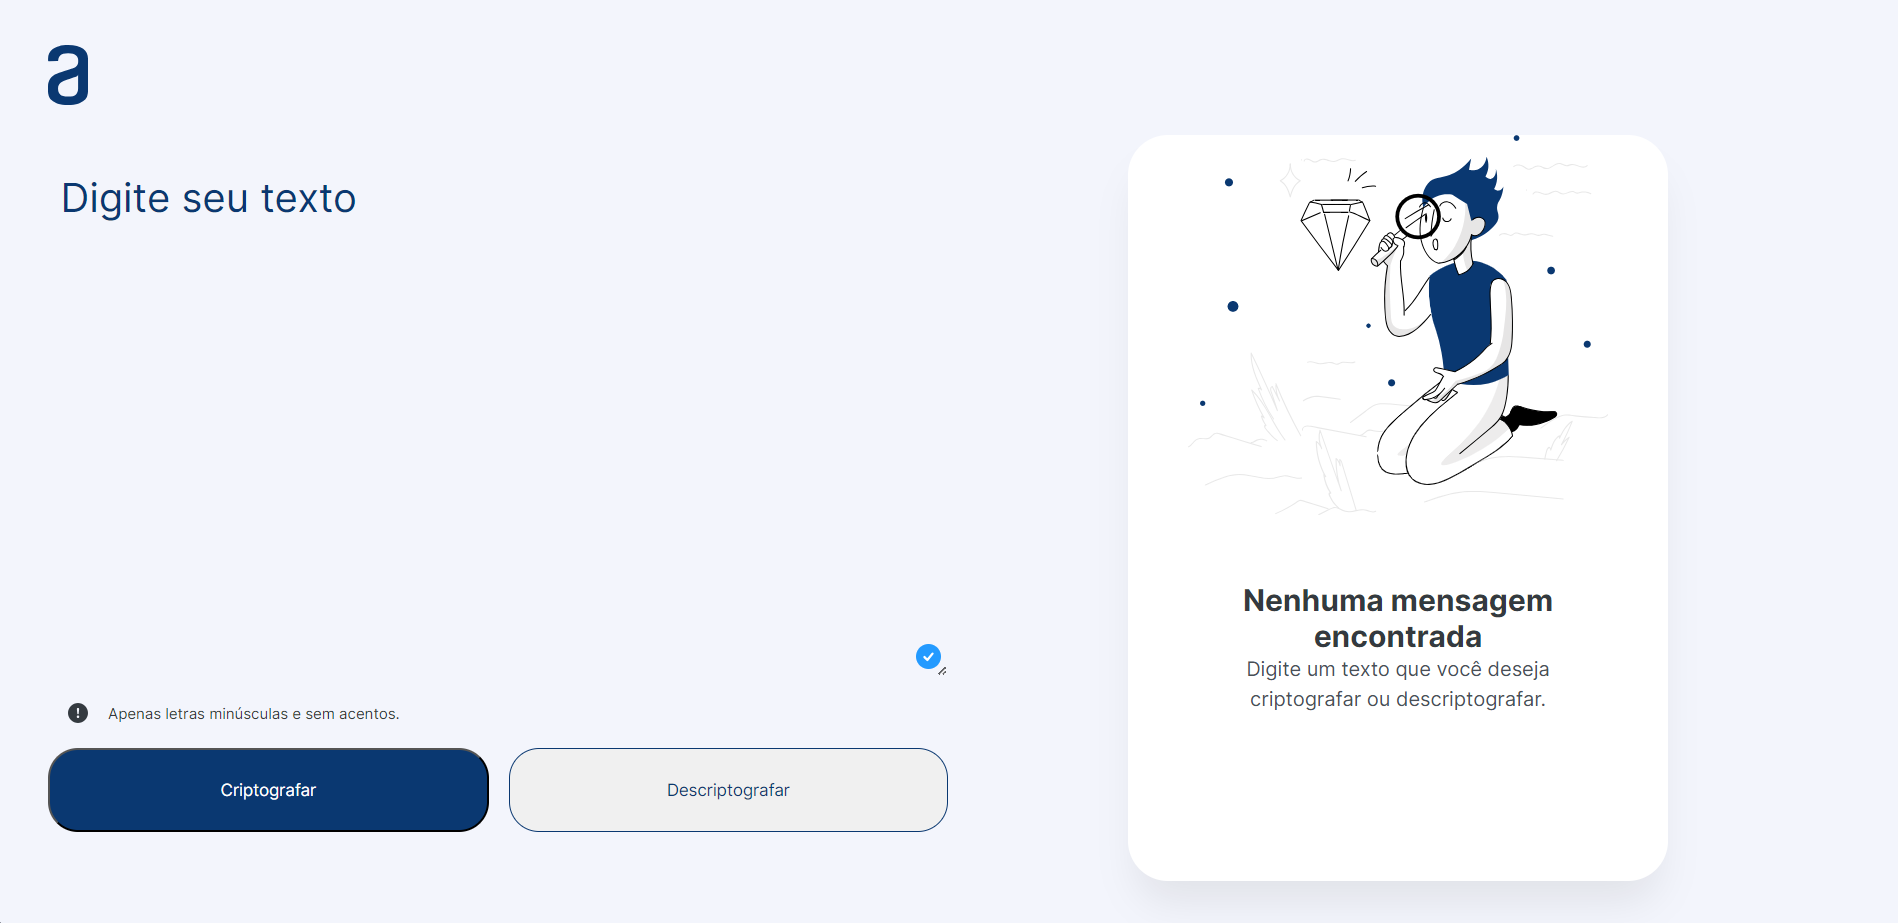 a
Digite seu texto
Apenas letras minúsculas e sem acentos.
Criptografar
Descriptografar
Nenhuma mensagem
encontrada
Digite um texto que você deseja
criptografar ou descriptografar.